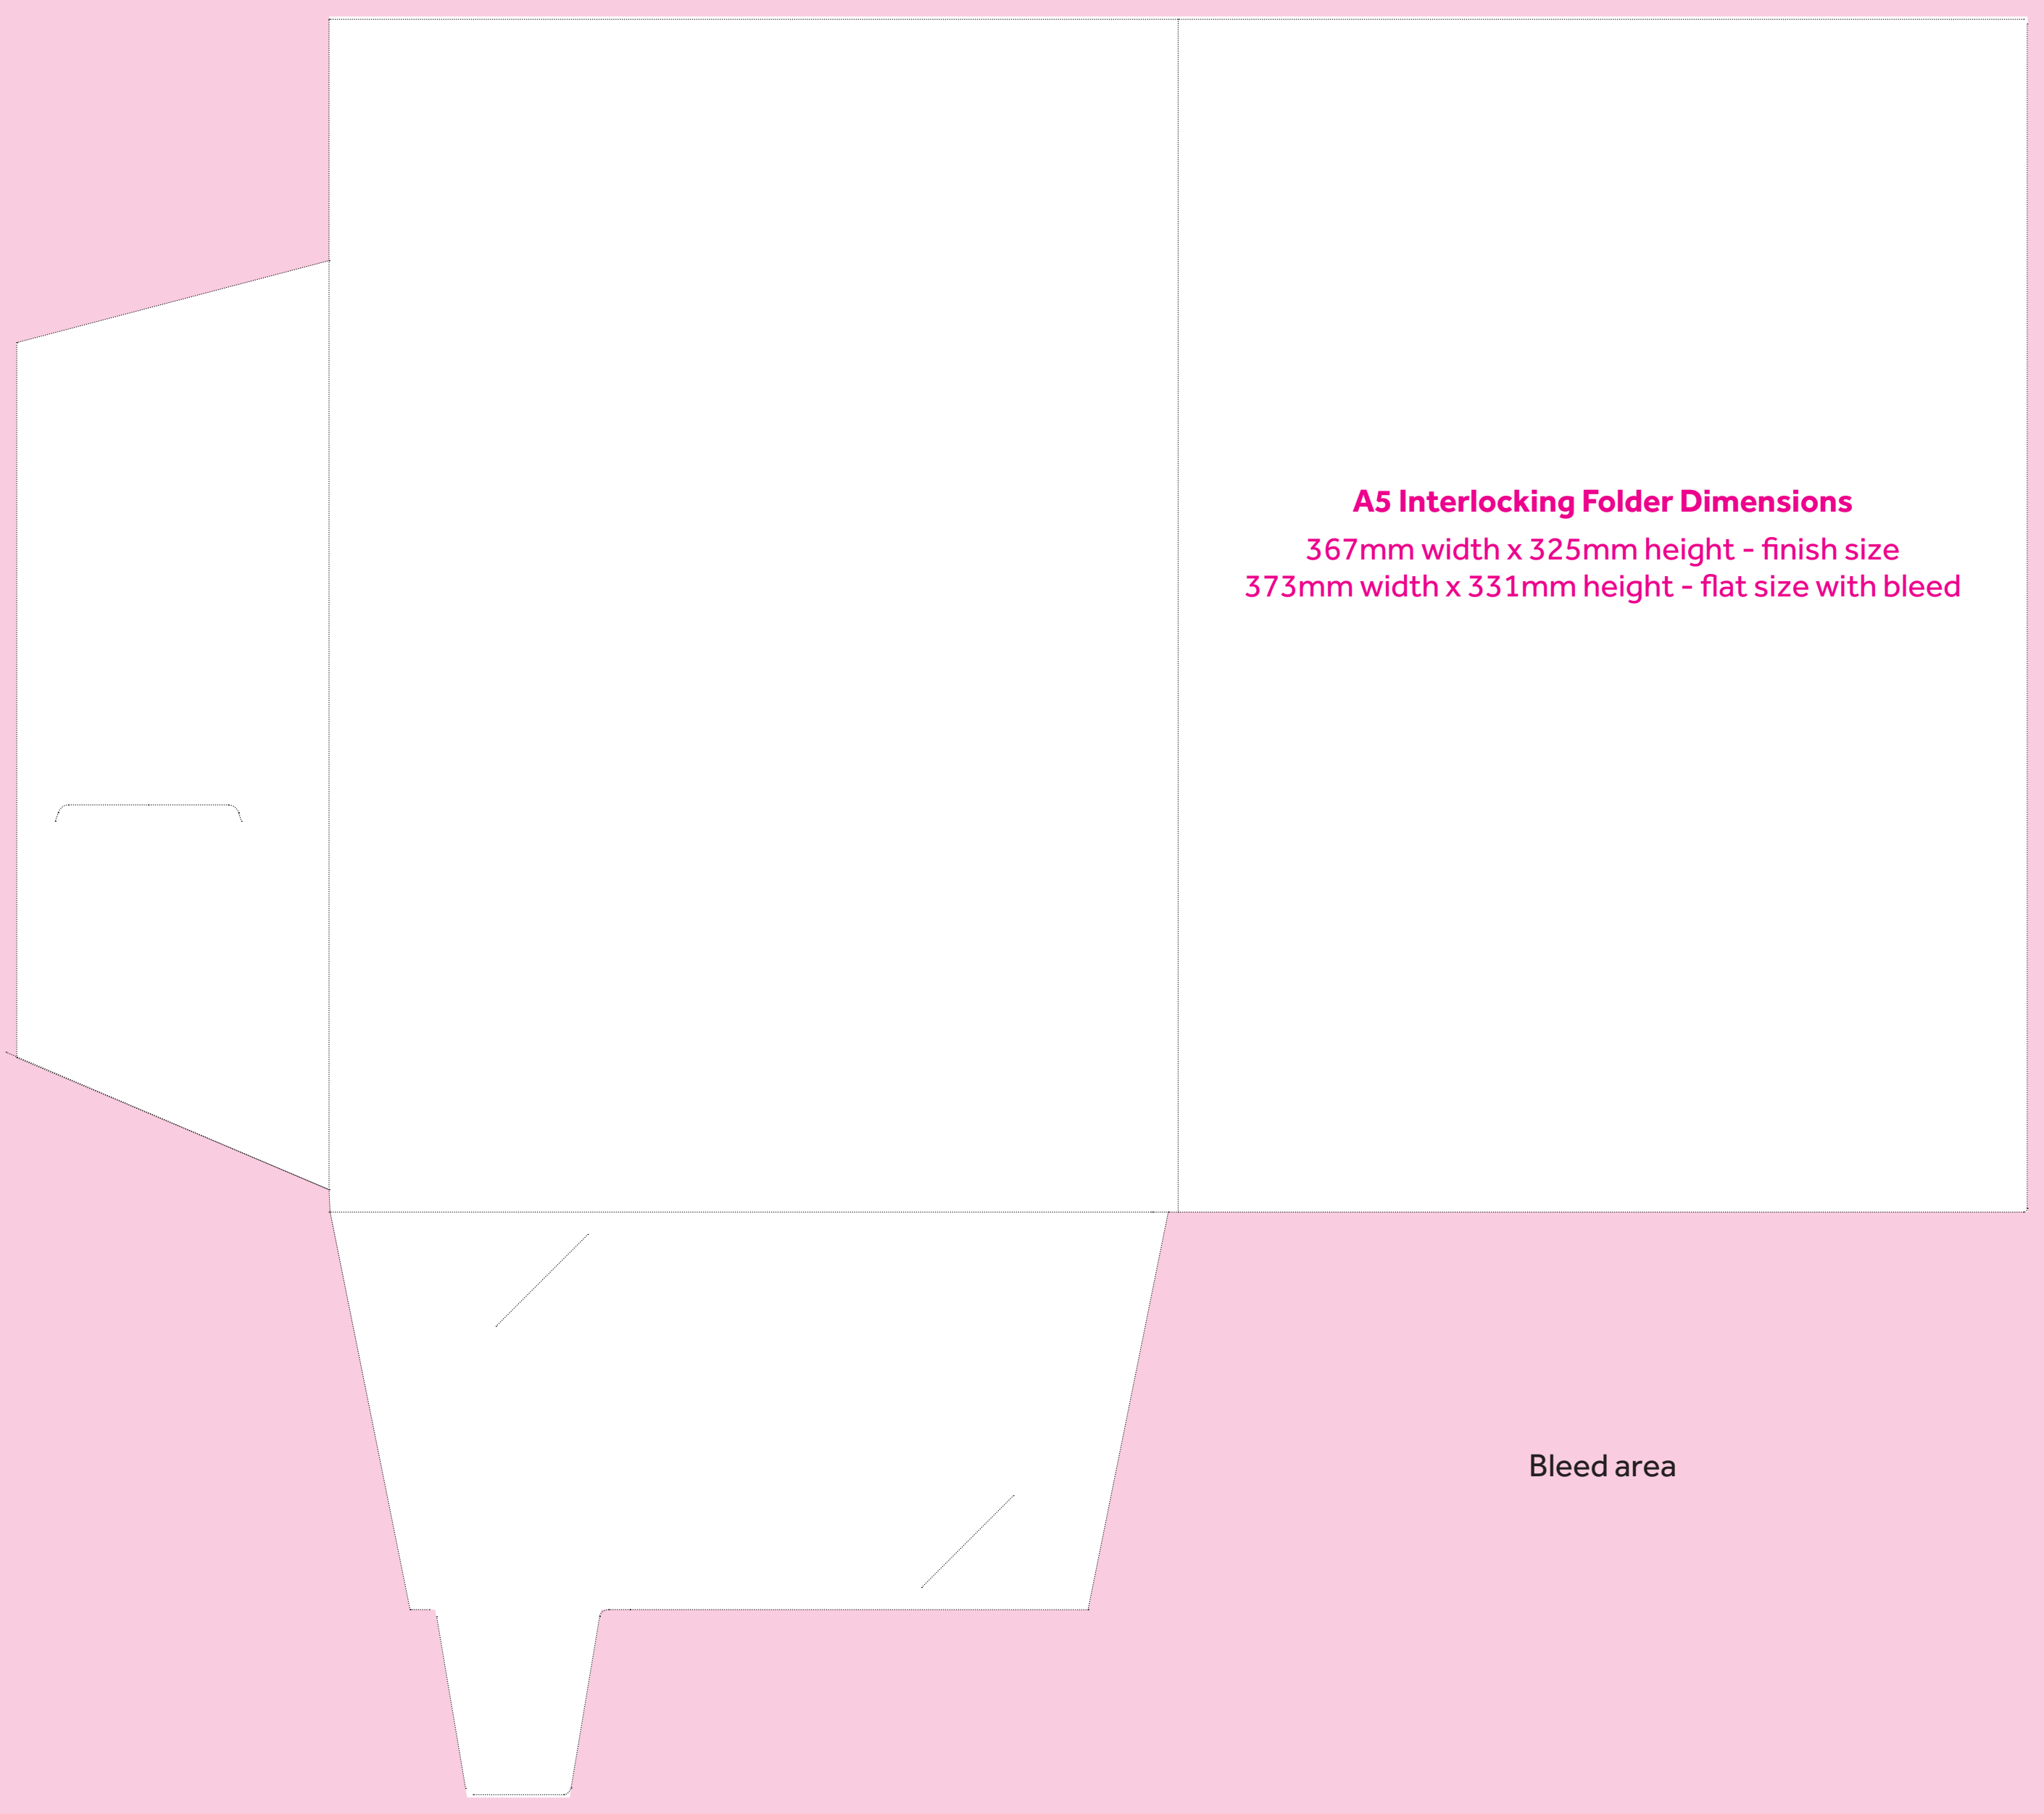 A5 Interlocking Folder Dimensions
367mm width x 325mm height - finish size
373mm width x 331mm height - flat size with bleed
Bleed area